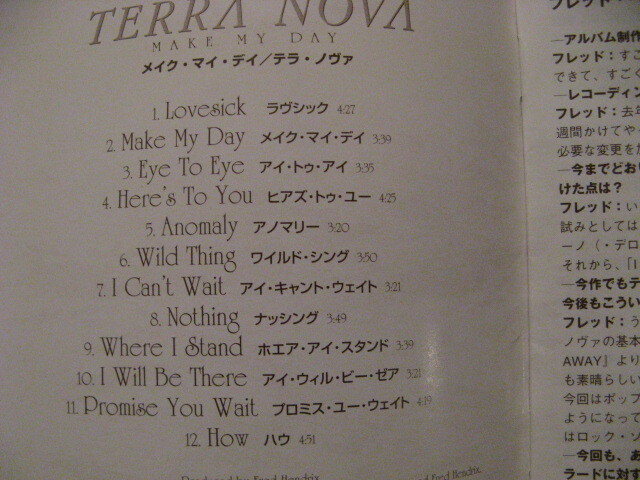 TERRA NOVA
MAKE MY DAY
メイク・マイ・デイ／テラ・ノヴァ
1. Lovesick ラヴシック 4:27
2. Make My Day メイク・マイ・デイ 3:39
3. Eye To Eye アイ・トゥ・アイ 3:35
4. Here's To You ヒアズ・トゥ・ユー 4:25
5. Anomaly アノマリー 3:20
6. Wild Thing ワイルド・シング 3:50
7. I Can't Wait アイ・キャント・ウェイト 3:21
8. Nothing ナッシング 3:49
9. Where I Stand ホエア・アイ・スタンド 3:39
10. I Will Be There アイ・ウィル・ビー・ゼア 3:21
11. Promise You Wait プロミス・ユー・ウェイト 4:19
12. How ハウ 4:51
Produced by Fred Hendrix
Fred Hendrix
フレッド・
―アルバム制作
フレッド：すご
できて、すごく
―レコーディン
フレッド：去年
週間かけてや
必要な変更を
―今までどおり
けた点は？
フレッド：い
試みとしては
ーノ（・デロ
それから、「I
―今作でもテ
今後もこうい
フレッド：う
ノヴァの基本
AWAY』より
も素晴らしい
今回はポップ
ようになって
はロック・ソ
―今回も、あ
ラードに対す